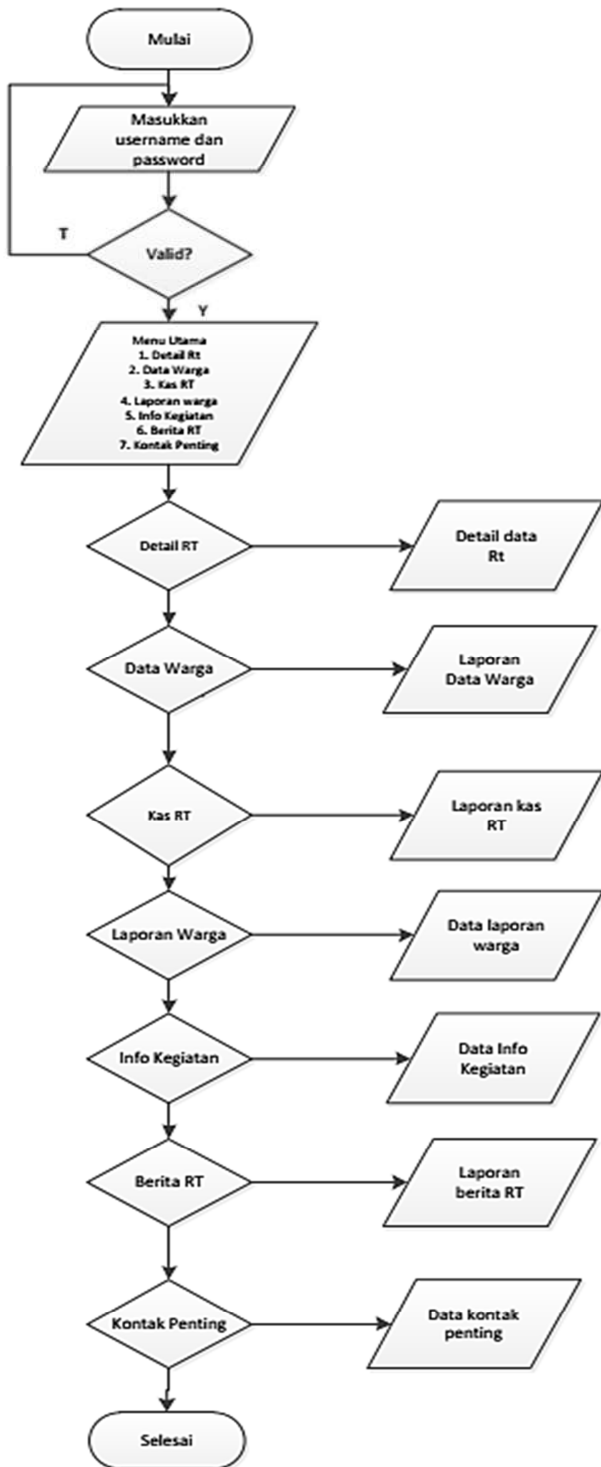 Mulai
Masukkan
username dan
password
T
Valid?
Y
Menu Utama
1. Detail Rt
2. Data Warga
3. Kas RT
4. Laporan warga
5. Info Kegiatan
6. Berita RT
7. Kontak Penting
Detail RT
Detail data
Rt
Data Warga
Laporan
Data Warga
Kas RT
Laporan kas
RT
Laporan Warga
Data laporan
warga
Info Kegiatan
Data Info
Kegiatan
Berita RT
Laporan
berita RT
Kontak Penting
Data kontak
penting
Selesai